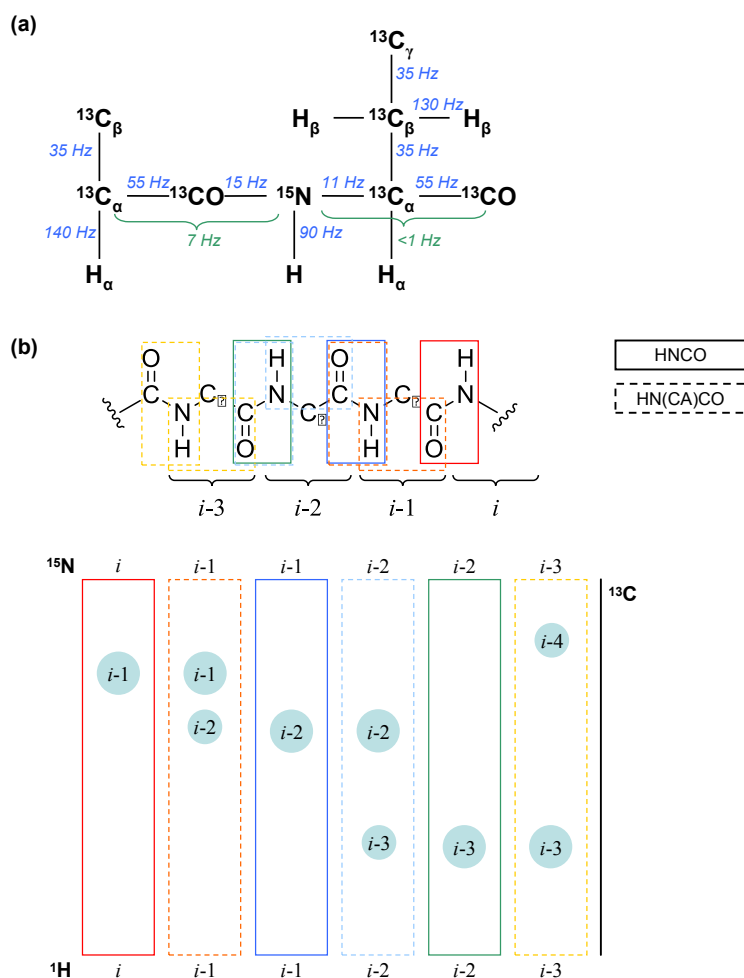 (a)
¹³Cγ
35 Hz
¹³Cβ Hβ ¹³Cβ 130 Hz Hβ
35 Hz 35 Hz
¹³Cα 55 Hz ¹³CO 15 Hz ¹⁵N 11 Hz ¹³Cα 55 Hz ¹³CO
140 Hz 7 Hz 90 Hz <1 Hz
Hα H Hα
(b)
O H O H HNCO
N C C N HN(CA)CO
N C N C
H O H O
i-3 i-2 i-1 i
¹⁵N i i-1 i-1 i-2 i-2 i-3
¹³C
i-4
i-1 i-1
i-2 i-2 i-2
i-3 i-3 i-3
¹H i i-1 i-1 i-2 i-2 i-3